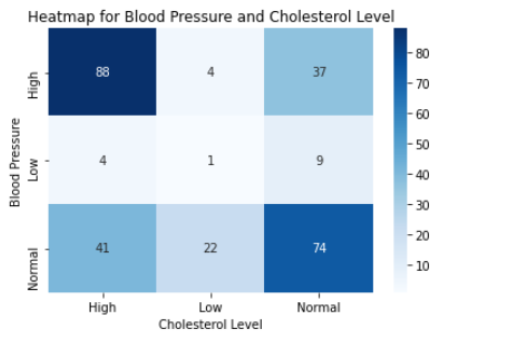 Heatmap for Blood Pressure and Cholesterol Level
Blood Pressure
High
88 4 37
Low
4 1 9
Normal
41 22 74
High Low Normal
Cholesterol Level
80
70
60
50
40
30
20
10